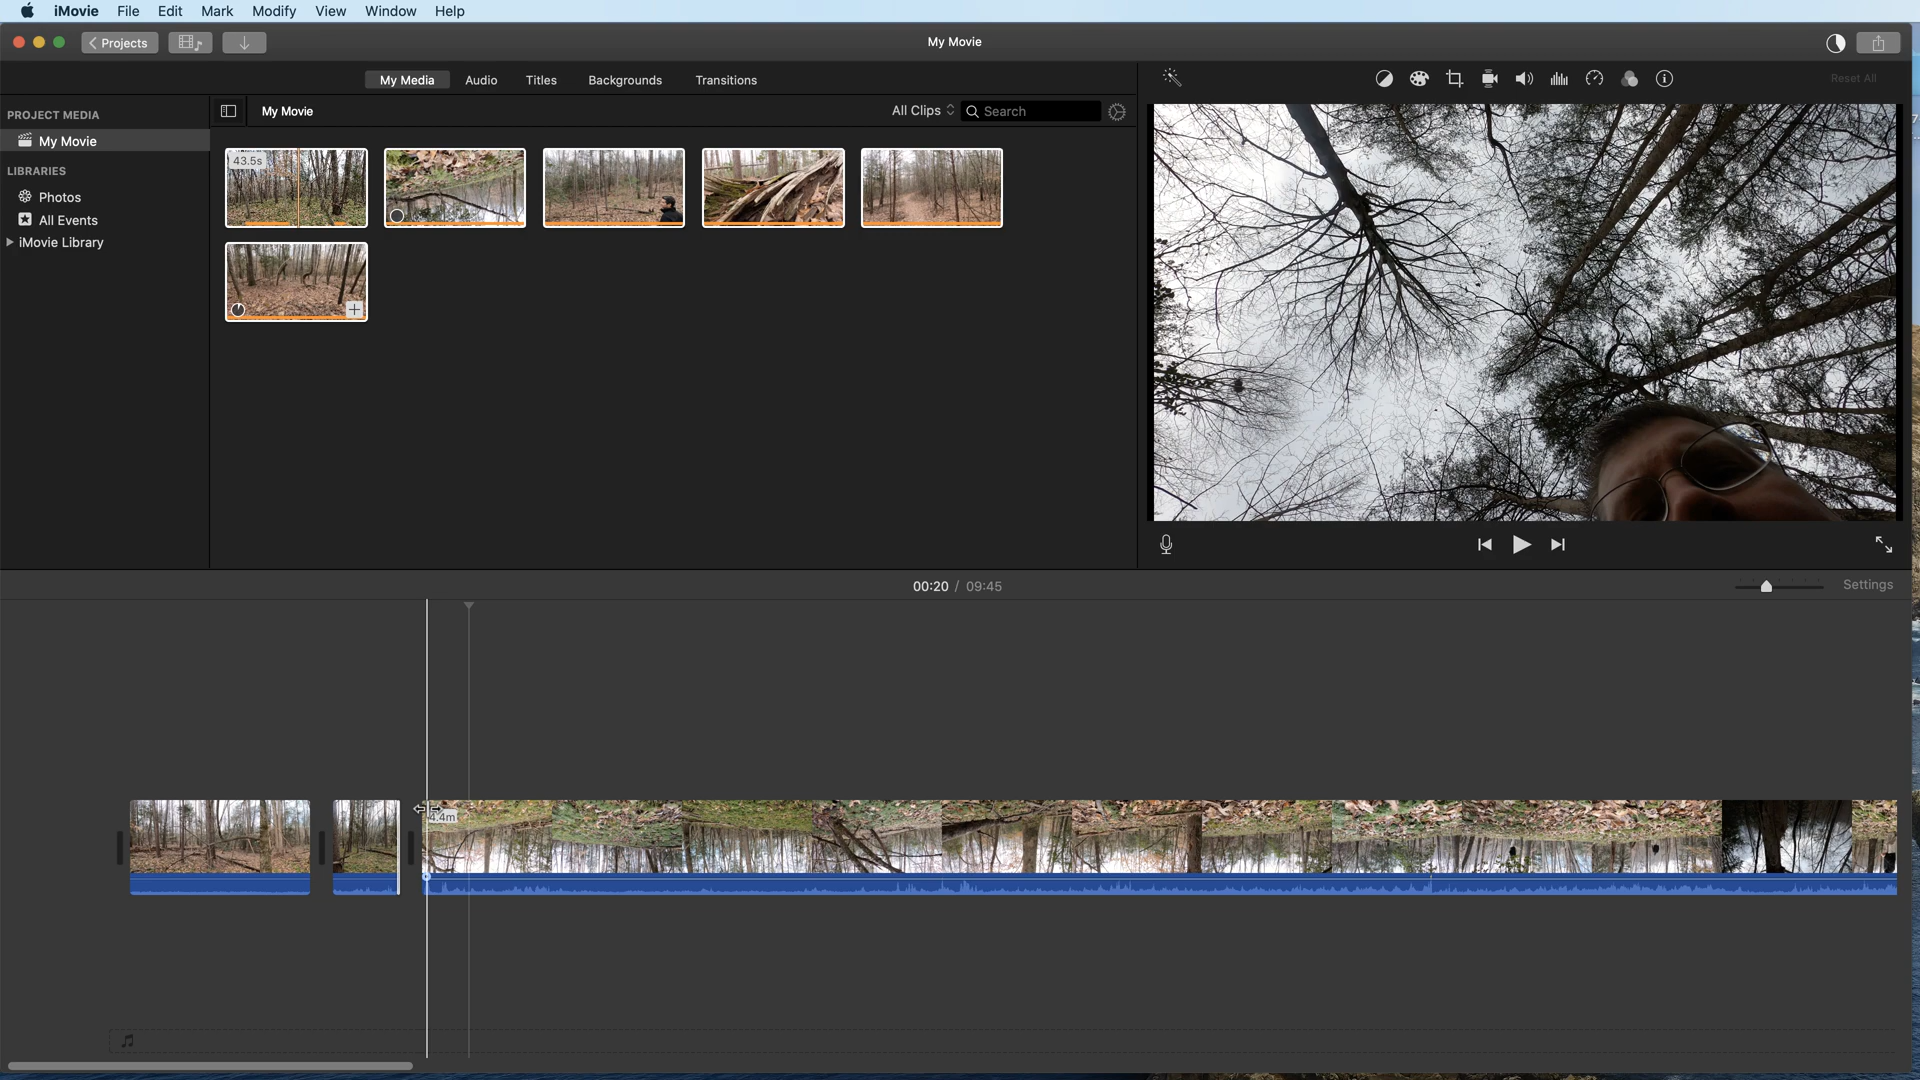 iMovie File Edit Mark Modify View Window Help
Projects My Movie
My Media Audio Titles Backgrounds Transitions Reset All
PROJECT MEDIA My Movie All Clips Search
My Movie
LIBRARIES
Photos
All Events
iMovie Library
43.5s
00:20 / 09:45 Settings
4.4m